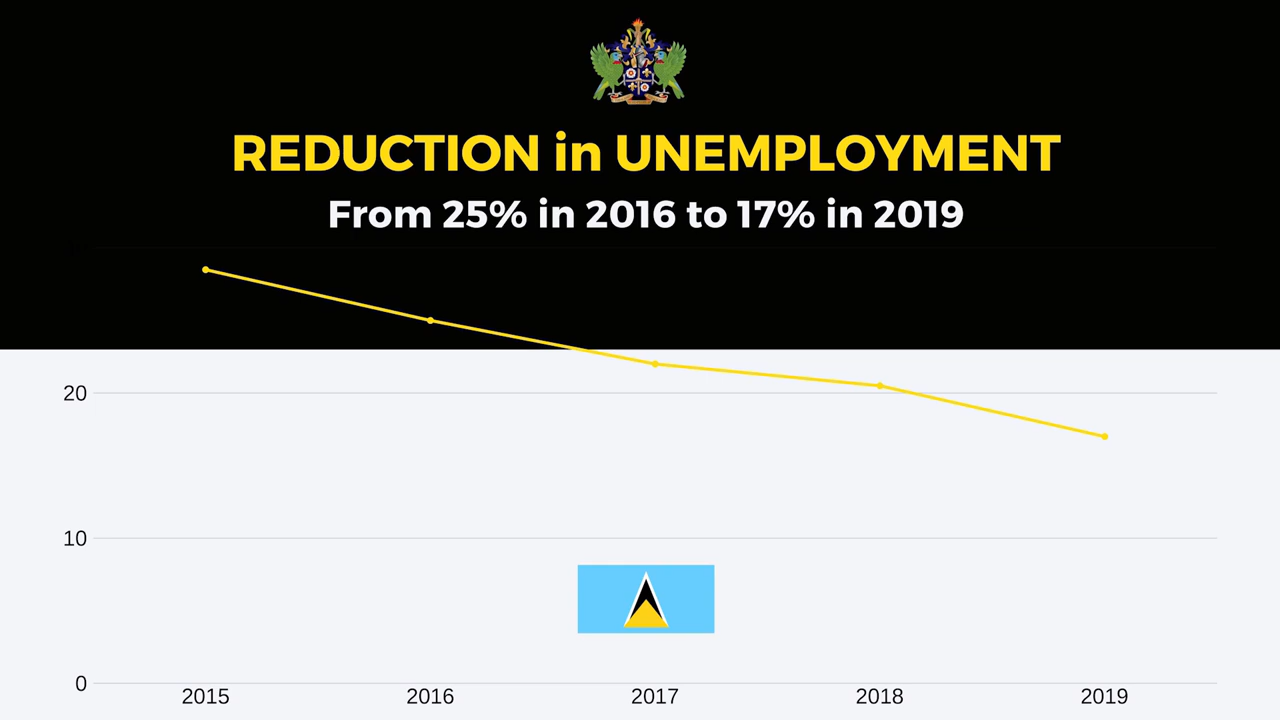 REDUCTION in UNEMPLOYMENT
From 25% in 2016 to 17% in 2019
20
10
0
2015 2016 2017 2018 2019